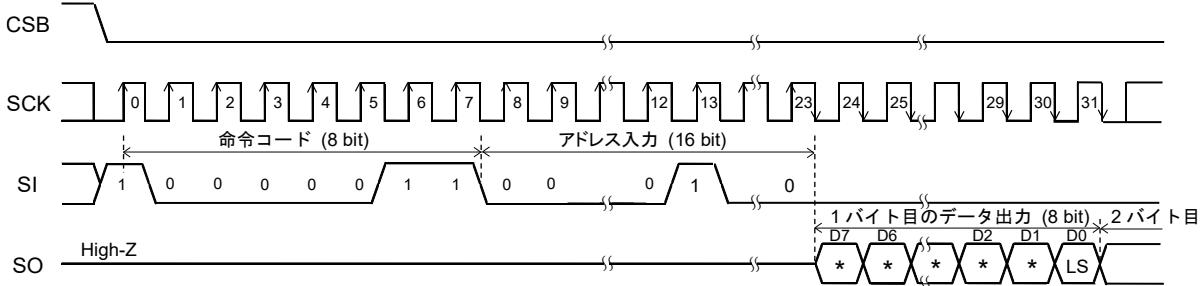 CSB
SCK 0 1 2 3 4 5 6 7 8 9 12 13 23 24 25 29 30 31
命令コード (8 bit) アドレス入力 (16 bit)
SI 1 0 0 0 0 0 1 1 0 0 0 1 0
1 バイト目のデータ出力 (8 bit) 2 バイト目
High-Z D7 D6 D2 D1 D0
SO * * * * * LS